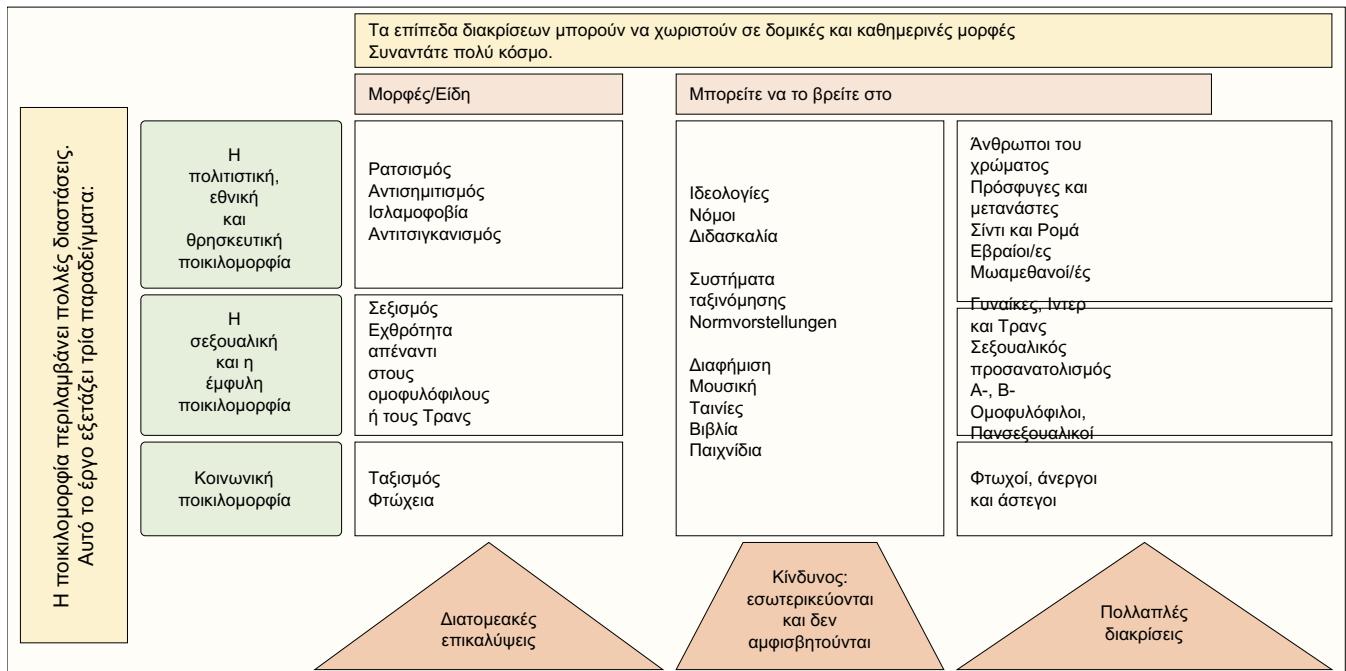 Τα επίπεδα διακρίσεων μπορούν να χωριστούν σε δομικές και καθημερινές μορφές
Συναντάτε πολύ κόσμο.
Μορφές/Είδη
Μπορείτε να το βρείτε στο
Η ποικιλομορφία περιλαμβάνει πολλές διαστάσεις.
Αυτό το έργο εξετάζει τρία παραδείγματα:
Η
πολιτιστική,
εθνική
και
θρησκευτική
ποικιλομορφία
Ρατσισμός
Αντισημιτισμός
Ισλαμοφοβία
Αντιτσιγκανισμός
Ιδεολογίες
Νόμοι
Διδασκαλία
Συστήματα
ταξινόμησης
Normvorstellungen
Διαφήμιση
Μουσική
Ταινίες
Βιβλία
Παιχνίδια
Άνθρωποι του
χρώματος
Πρόσφυγες και
μετανάστες
Σίντι και Ρομά
Εβραίοι/ες
Μωαμεθανοί/ές
Η
σεξουαλική
και η
έμφυλη
ποικιλομορφία
Σεξισμός
Εχθρότητα
απέναντι
στους
ομοφυλόφιλους
ή τους Τρανς
Γυναίκες, Ιντερ
και Τρανς
Σεξουαλικός
προσανατολισμός
Α-, Β-
Ομοφυλόφιλοι,
Πανσεξουαλικοί
Κοινωνική
ποικιλομορφία
Ταξισμός
Φτώχεια
Φτωχοί, άνεργοι
και άστεγοι
Διατομεακές
επικαλύψεις
Κίνδυνος:
εσωτερικεύονται
και δεν
αμφισβητούνται
Πολλαπλές
διακρίσεις